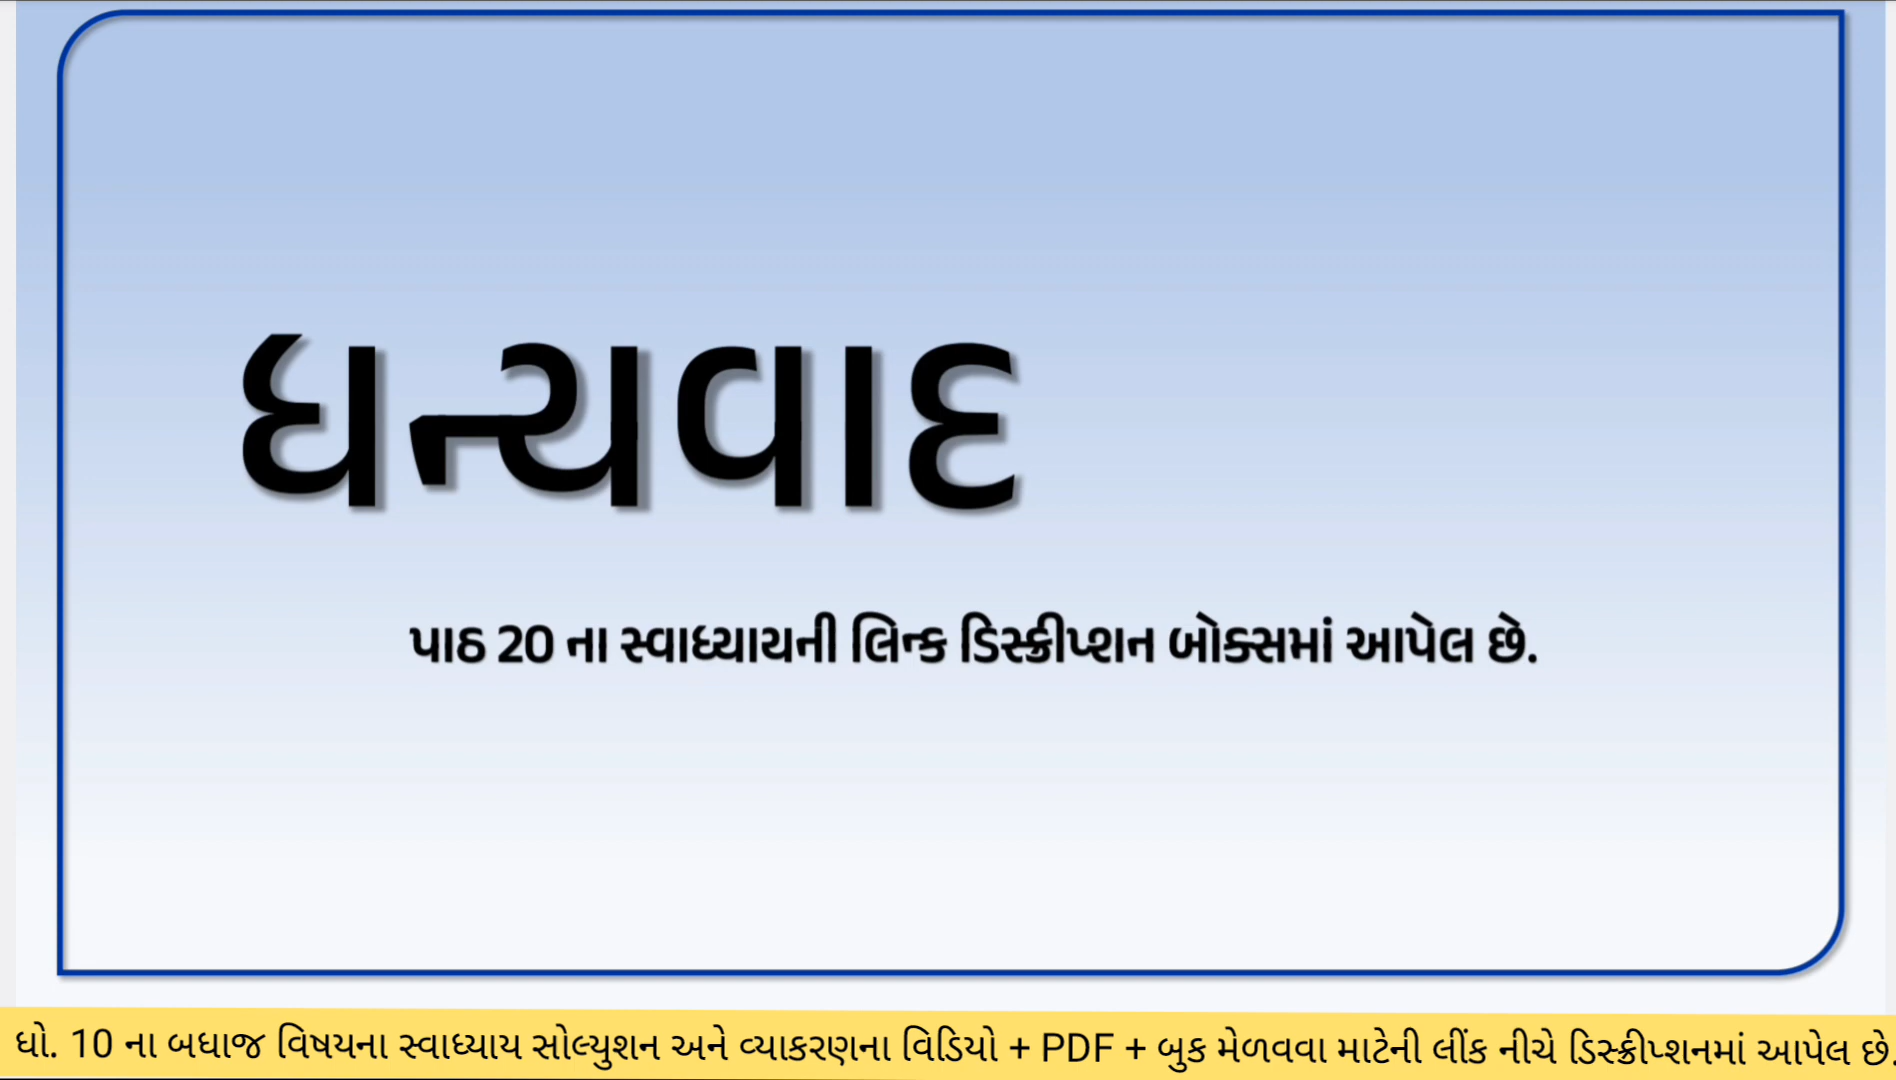 ધન્યવાદ
પાઠ 20 ના સ્વાધ્યાયની લિન્ક ડિસ્ક્રીપ્શન બોક્સમાં આપેલ છે.
ધો. 10 ના બધાજ વિષયના સ્વાધ્યાય સોલ્યુશન અને વ્યાકરણના વિડિયો + PDF + બુક મેળવવા માટેની લીંક નીચે ડિસ્ક્રીપ્શનમાં આપેલ છે.